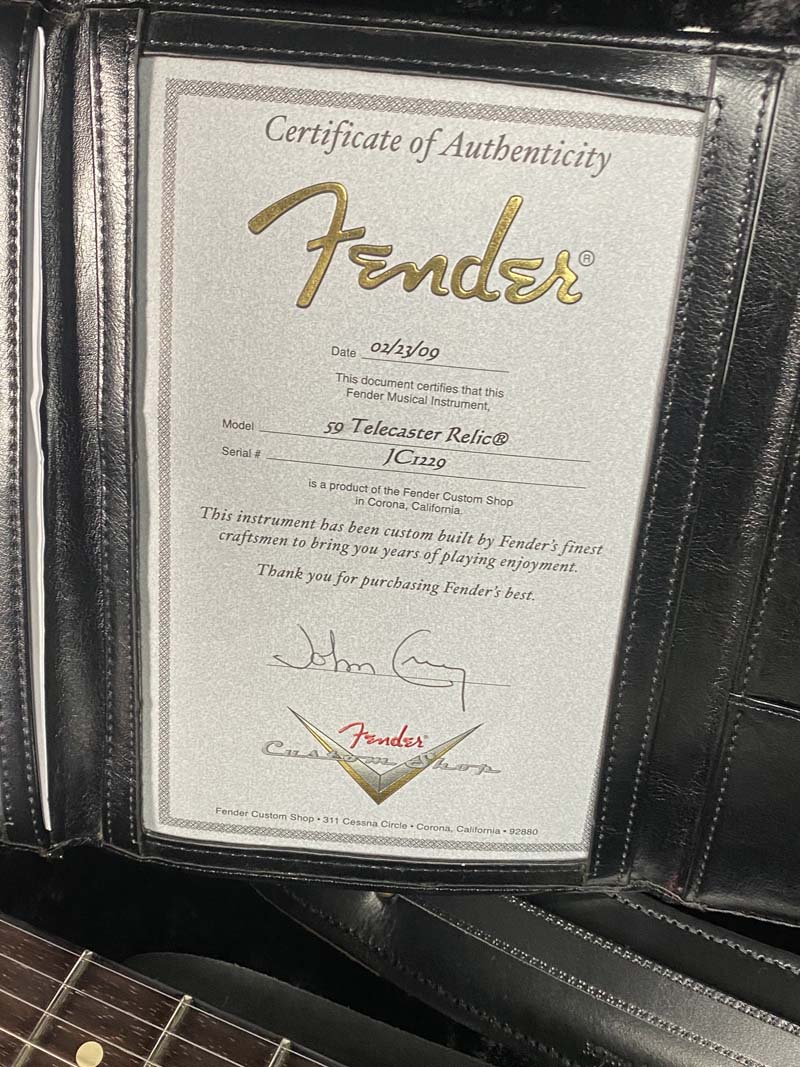 Certificate of Authenticity
Fender®
Date 02/23/09
This document certifies that this
Fender Musical Instrument,
Model 59 Telecaster Relic®
Serial # JC1229
is a product of the Fender Custom Shop
in Corona, California.
This instrument has been custom built by Fender's finest
craftsmen to bring you years of playing enjoyment.
Thank you for purchasing Fender's best.
John Cruz
Fender
Custom Shop
Fender Custom Shop • 311 Cessna Circle • Corona, California • 92880